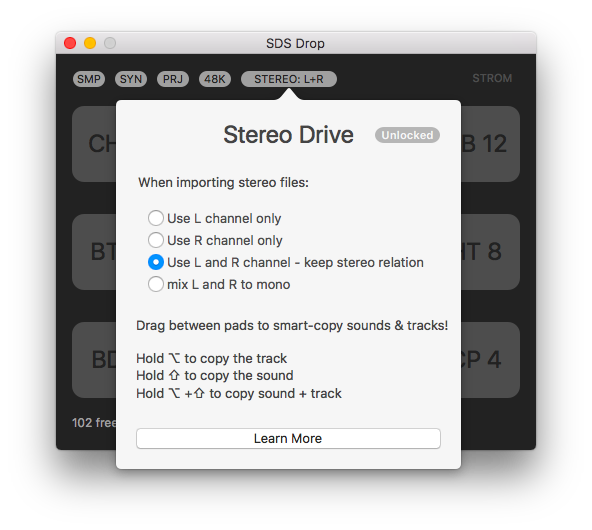 SDS Drop
SMP SYN PRJ 48K STEREO: L+R STROM
Stereo Drive Unlocked
When importing stereo files:
Use L channel only
Use R channel only
Use L and R channel - keep stereo relation
mix L and R to mono
Drag between pads to smart-copy sounds & tracks!
Hold ⌥ to copy the track
Hold ⇧ to copy the sound
Hold ⌥ +⇧ to copy sound + track
Learn More
CH
B 12
BT
HT 8
BD
CP 4
102 free